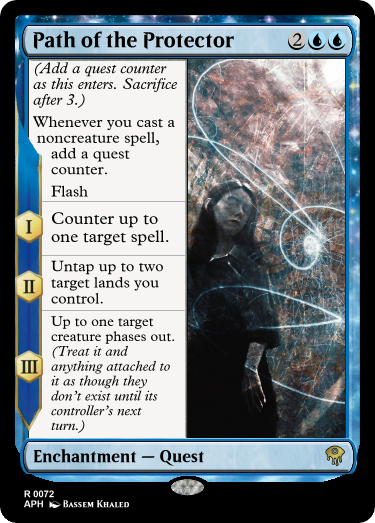 Path of the Protector 2
(Add a quest counter
as this enters. Sacrifice
after 3.)
Whenever you cast a
noncreature spell,
add a quest
counter.
Flash
I
Counter up to
one target spell.
II
Untap up to two
target lands you
control.
III
Up to one target
creature phases out.
(Treat it and
anything attached to
it as though they
don't exist until its
controller's next
turn.)
Enchantment — Quest
R 0072
APH Bassem Khaled